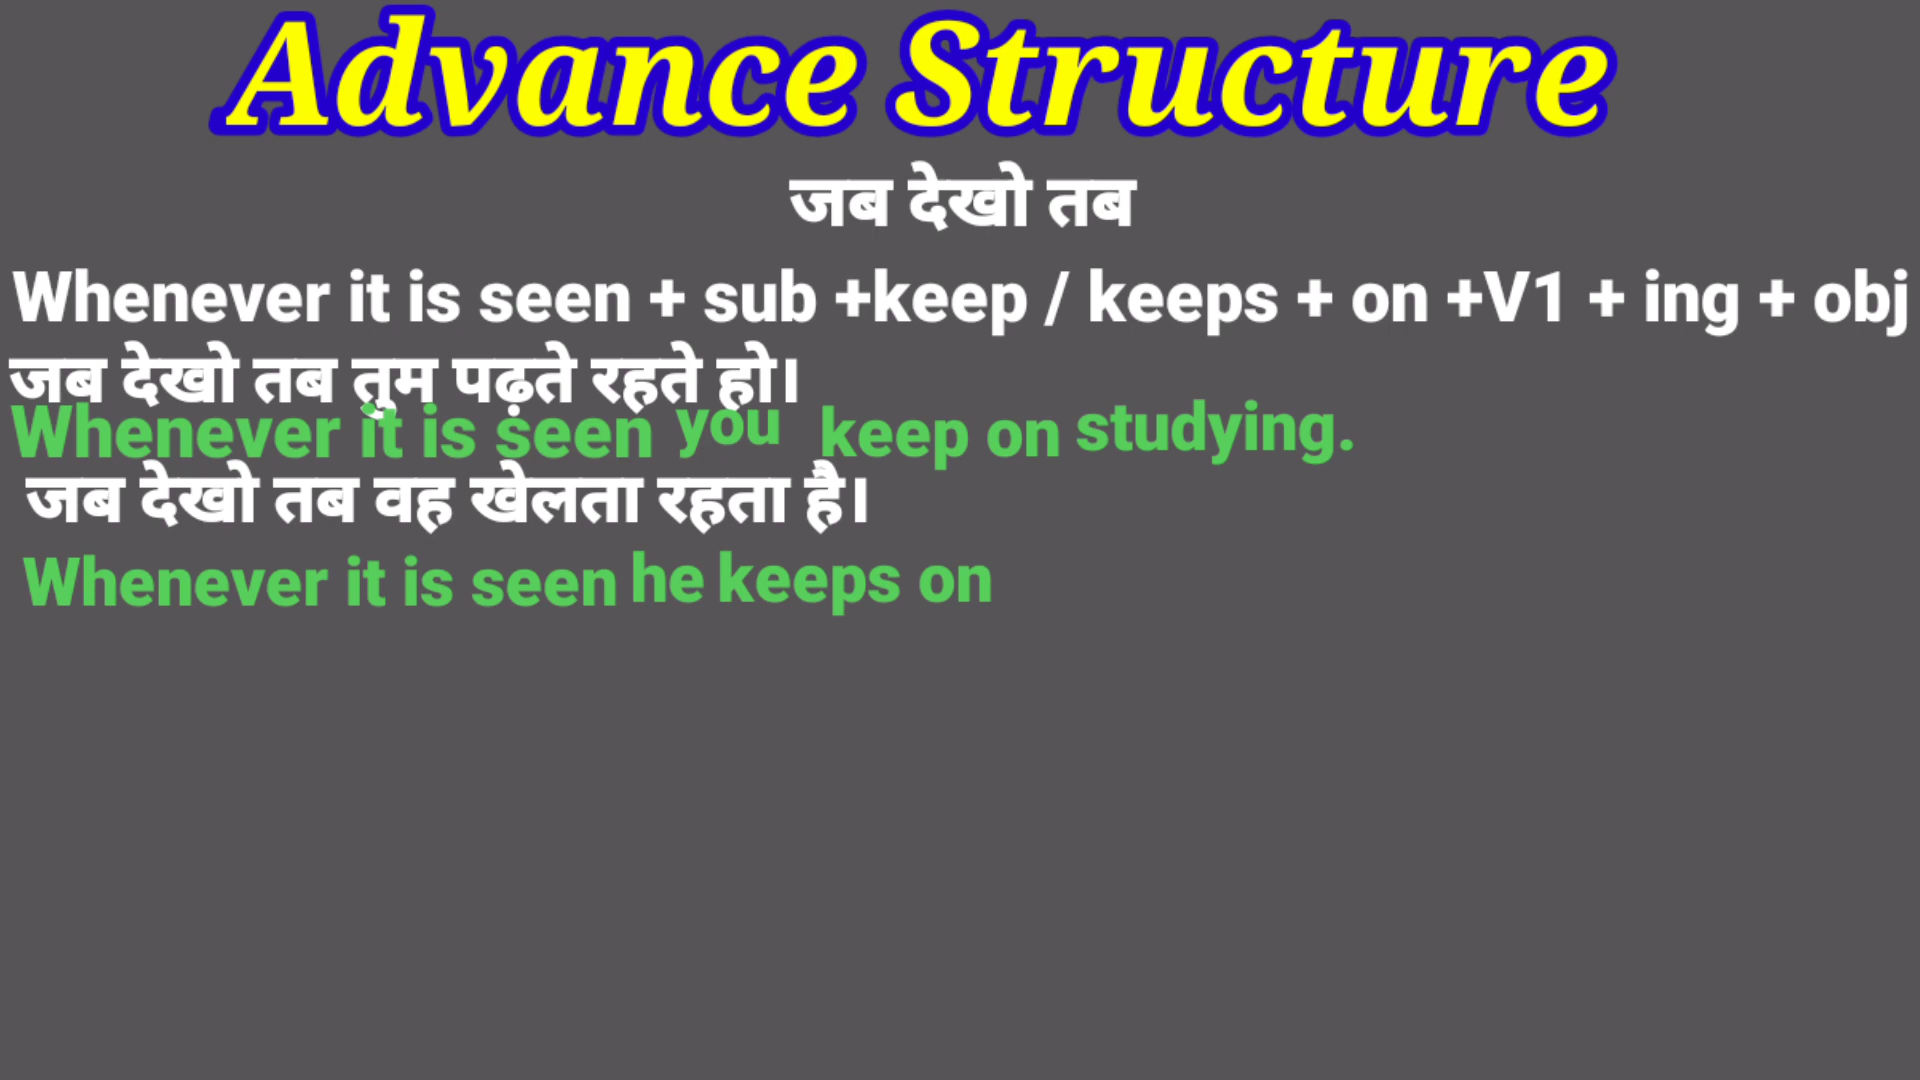 Advance Structure
जब देखो तब
Whenever it is seen + sub +keep / keeps + on +V1 + ing + obj
जब देखो तब तुम पढ़ते रहते हो।
Whenever it is seen you keep on studying.
जब देखो तब वह खेलता रहता है।
Whenever it is seen he keeps on